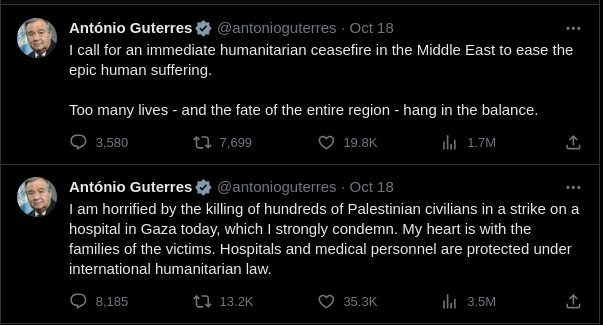 António Guterres @antonioguterres · Oct 18
I call for an immediate humanitarian ceasefire in the Middle East to ease the
epic human suffering.
Too many lives - and the fate of the entire region - hang in the balance.
3,580 7,699 19.8K 1.7M
António Guterres @antonioguterres · Oct 18
I am horrified by the killing of hundreds of Palestinian civilians in a strike on a
hospital in Gaza today, which I strongly condemn. My heart is with the
families of the victims. Hospitals and medical personnel are protected under
international humanitarian law.
8,185 13.2K 35.3K 3.5M